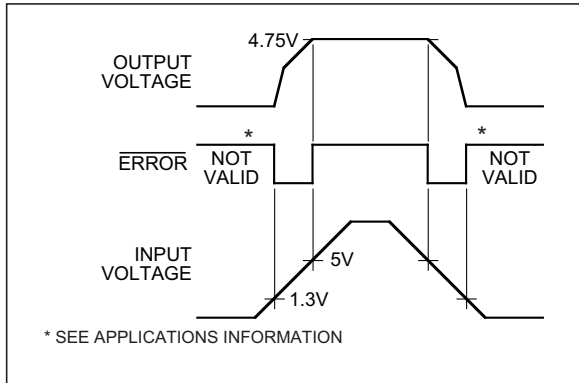 4.75V
OUTPUT
VOLTAGE
*
*
ERROR
NOT
VALID
NOT
VALID
INPUT
VOLTAGE
5V
1.3V
* SEE APPLICATIONS INFORMATION